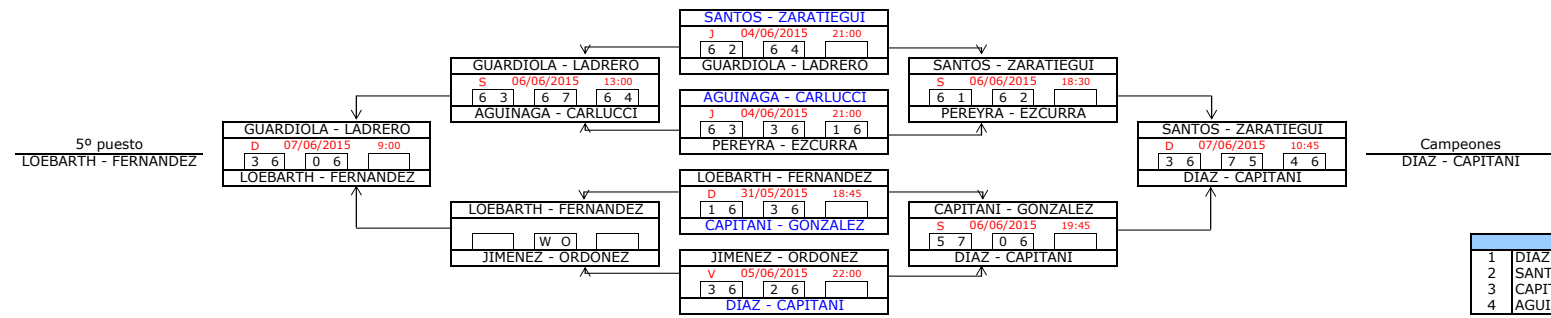 SANTOS - ZARATIEGUI
J 04/06/2015 21:00
6 2 6 4
GUARDIOLA - LADRERO
GUARDIOLA - LADRERO
S 06/06/2015 13:00
6 3 6 7 6 4
AGUINAGA - CARLUCCI
SANTOS - ZARATIEGUI
S 06/06/2015 18:30
6 1 6 2
PEREYRA - EZCURRA
AGUINAGA - CARLUCCI
J 04/06/2015 21:00
6 3 3 6 1 6
PEREYRA - EZCURRA
5º puesto
LOEBARTH - FERNANDEZ
GUARDIOLA - LADRERO
D 07/06/2015 9:00
3 6 0 6
LOEBARTH - FERNANDEZ
SANTOS - ZARATIEGUI
D 07/06/2015 10:45
3 6 7 5 4 6
DIAZ - CAPITANI
Campeones
DIAZ - CAPITANI
LOEBARTH - FERNANDEZ
D 31/05/2015 18:45
1 6 3 6
CAPITANI - GONZALEZ
LOEBARTH - FERNANDEZ
W O
JIMENEZ - ORDOÑEZ
CAPITANI - GONZALEZ
S 06/06/2015 19:45
5 7 0 6
DIAZ - CAPITANI
JIMENEZ - ORDOÑEZ
V 05/06/2015 22:00
3 6 2 6
DIAZ - CAPITANI
1 DIAZ
2 SANT
3 CAPIT
4 AGUI